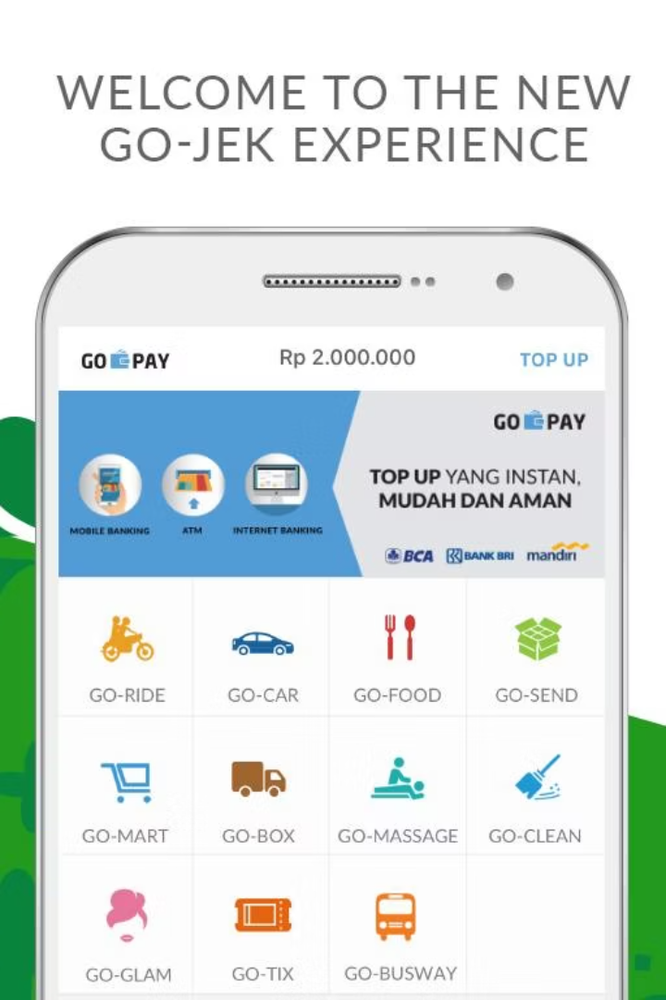 WELCOME TO THE NEW
GO-JEK EXPERIENCE
GO PAY Rp 2.000.000 TOP UP
GO PAY
TOP UP YANG INSTAN,
MUDAH DAN AMAN
MOBILE BANKING ATM INTERNET BANKING
BCA BANK BRI mandiri
GO-RIDE GO-CAR GO-FOOD GO-SEND
GO-MART GO-BOX GO-MASSAGE GO-CLEAN
GO-GLAM GO-TIX GO-BUSWAY